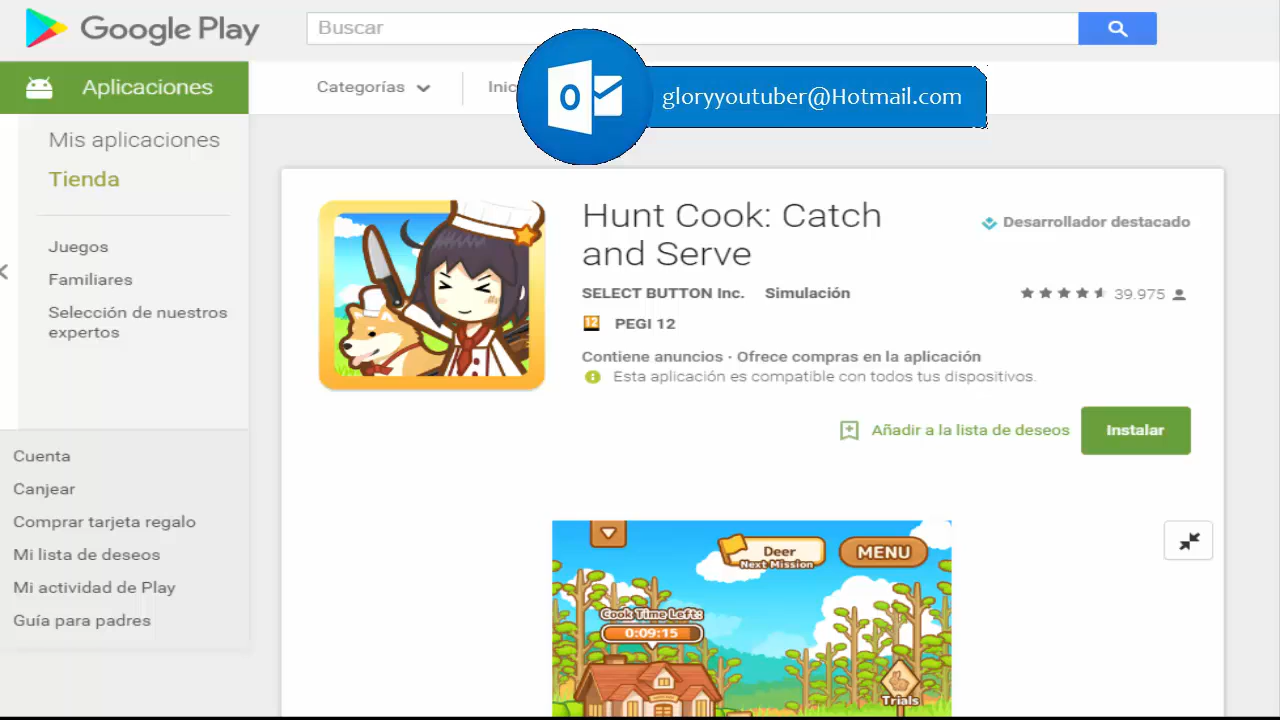 Google Play
Buscar
Aplicaciones
Categorías
Inic
O
gloryyoutuber@Hotmail.com
Mis aplicaciones
Tienda
Juegos
Familiares
Selección de nuestros
expertos
Cuenta
Canjear
Comprar tarjeta regalo
Mi lista de deseos
Mi actividad de Play
Guía para padres
Hunt Cook: Catch
and Serve
Desarrollador destacado
SELECT BUTTON Inc. Simulación
39.975
12 PEGI 12
Contiene anuncios · Ofrece compras en la aplicación
Esta aplicación es compatible con todos tus dispositivos.
Añadir a la lista de deseos
Instalar
Deer
Next Mission
MENU
Cook Time Left:
0:09:15
Trials